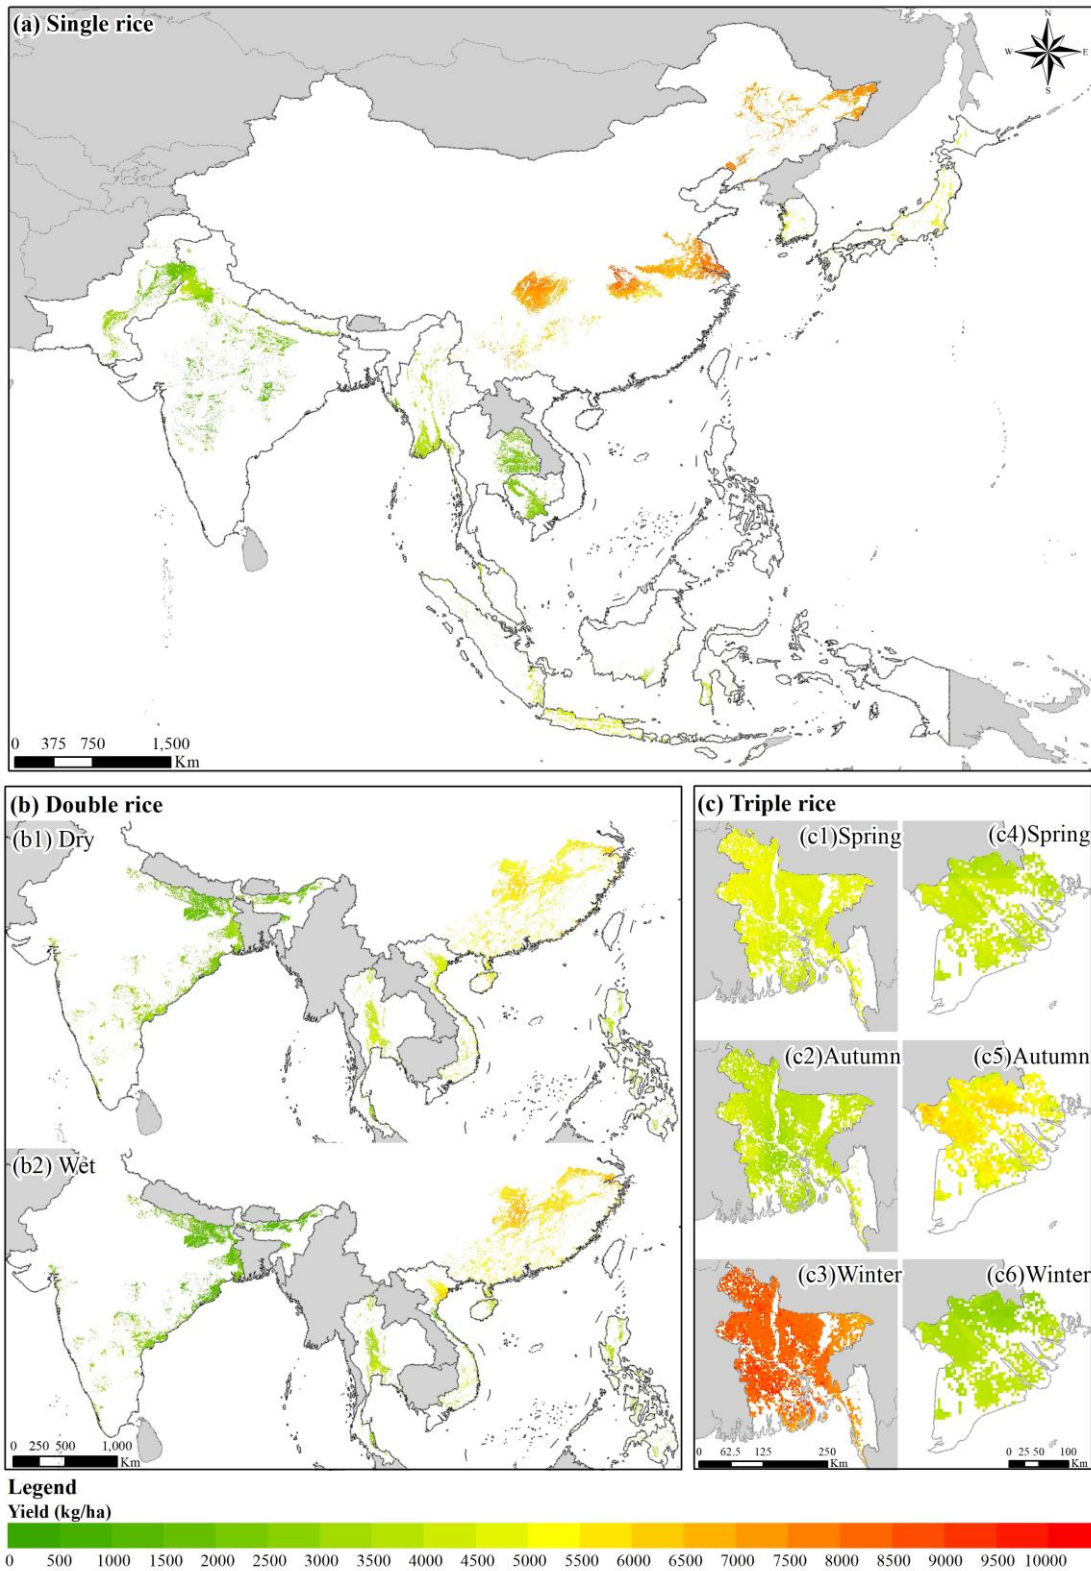 (a) Single rice
N
W E
S
0 375 750 1,500
Km
(b) Double rice
(b1) Dry
(b2) Wet
0 250 500 1,000
Km
(c) Triple rice
(c1)Spring
(c4)Spring
(c2)Autumn
(c5)Autumn
(c3)Winter
(c6)Winter
0 62.5 125 250
Km
0 25 50 100
Km
Legend
Yield (kg/ha)
0 500 1000 1500 2000 2500 3000 3500 4000 4500 5000 5500 6000 6500 7000 7500 8000 8500 9000 9500 10000